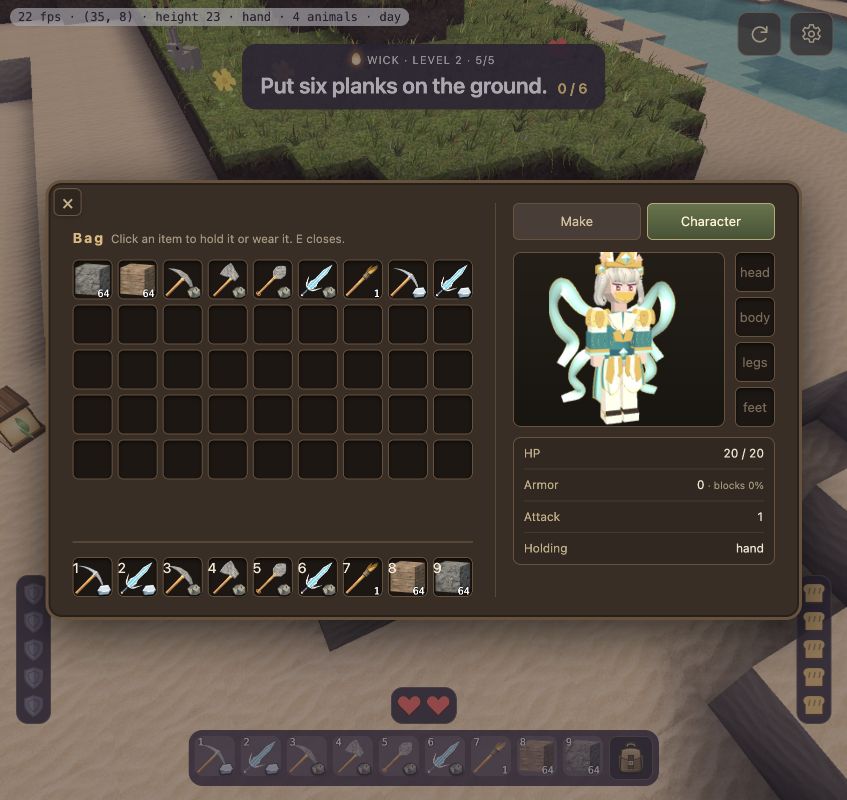 22 fps · (35, 8) · height 23 · hand · 4 animals · day
WICK · LEVEL 2 · 5/5
Put six planks on the ground. 0 / 6
Make
Character
Bag Click an item to hold it or wear it. E closes.
64
64
1
head
body
legs
feet
HP 20 / 20
Armor 0 · blocks 0%
Attack 1
Holding hand
1 2 3 4 5 6 7 8 9
1 64 64
1 2 3 4 5 6 7 8 9
1 64 64